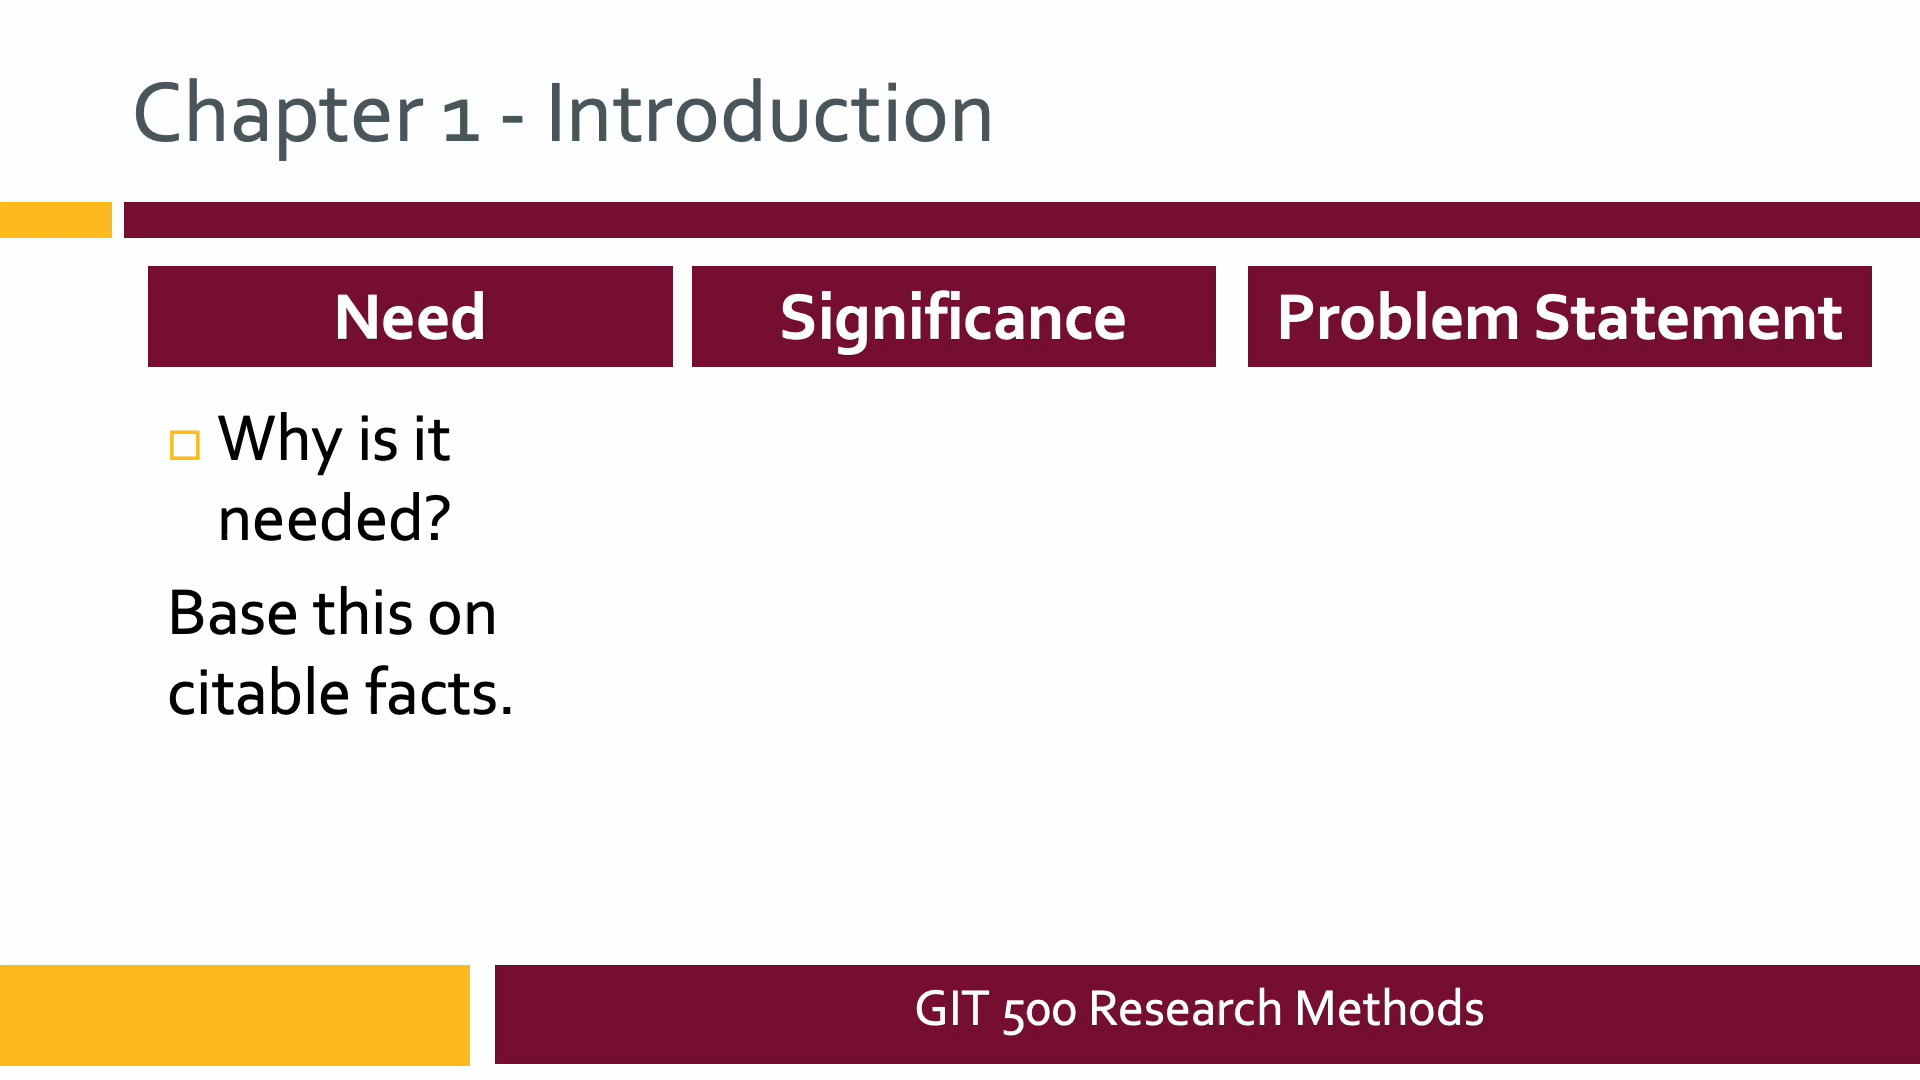 Chapter 1 - Introduction
Need
Significance
Problem Statement
Why is it
needed?
Base this on
citable facts.
GIT 500 Research Methods